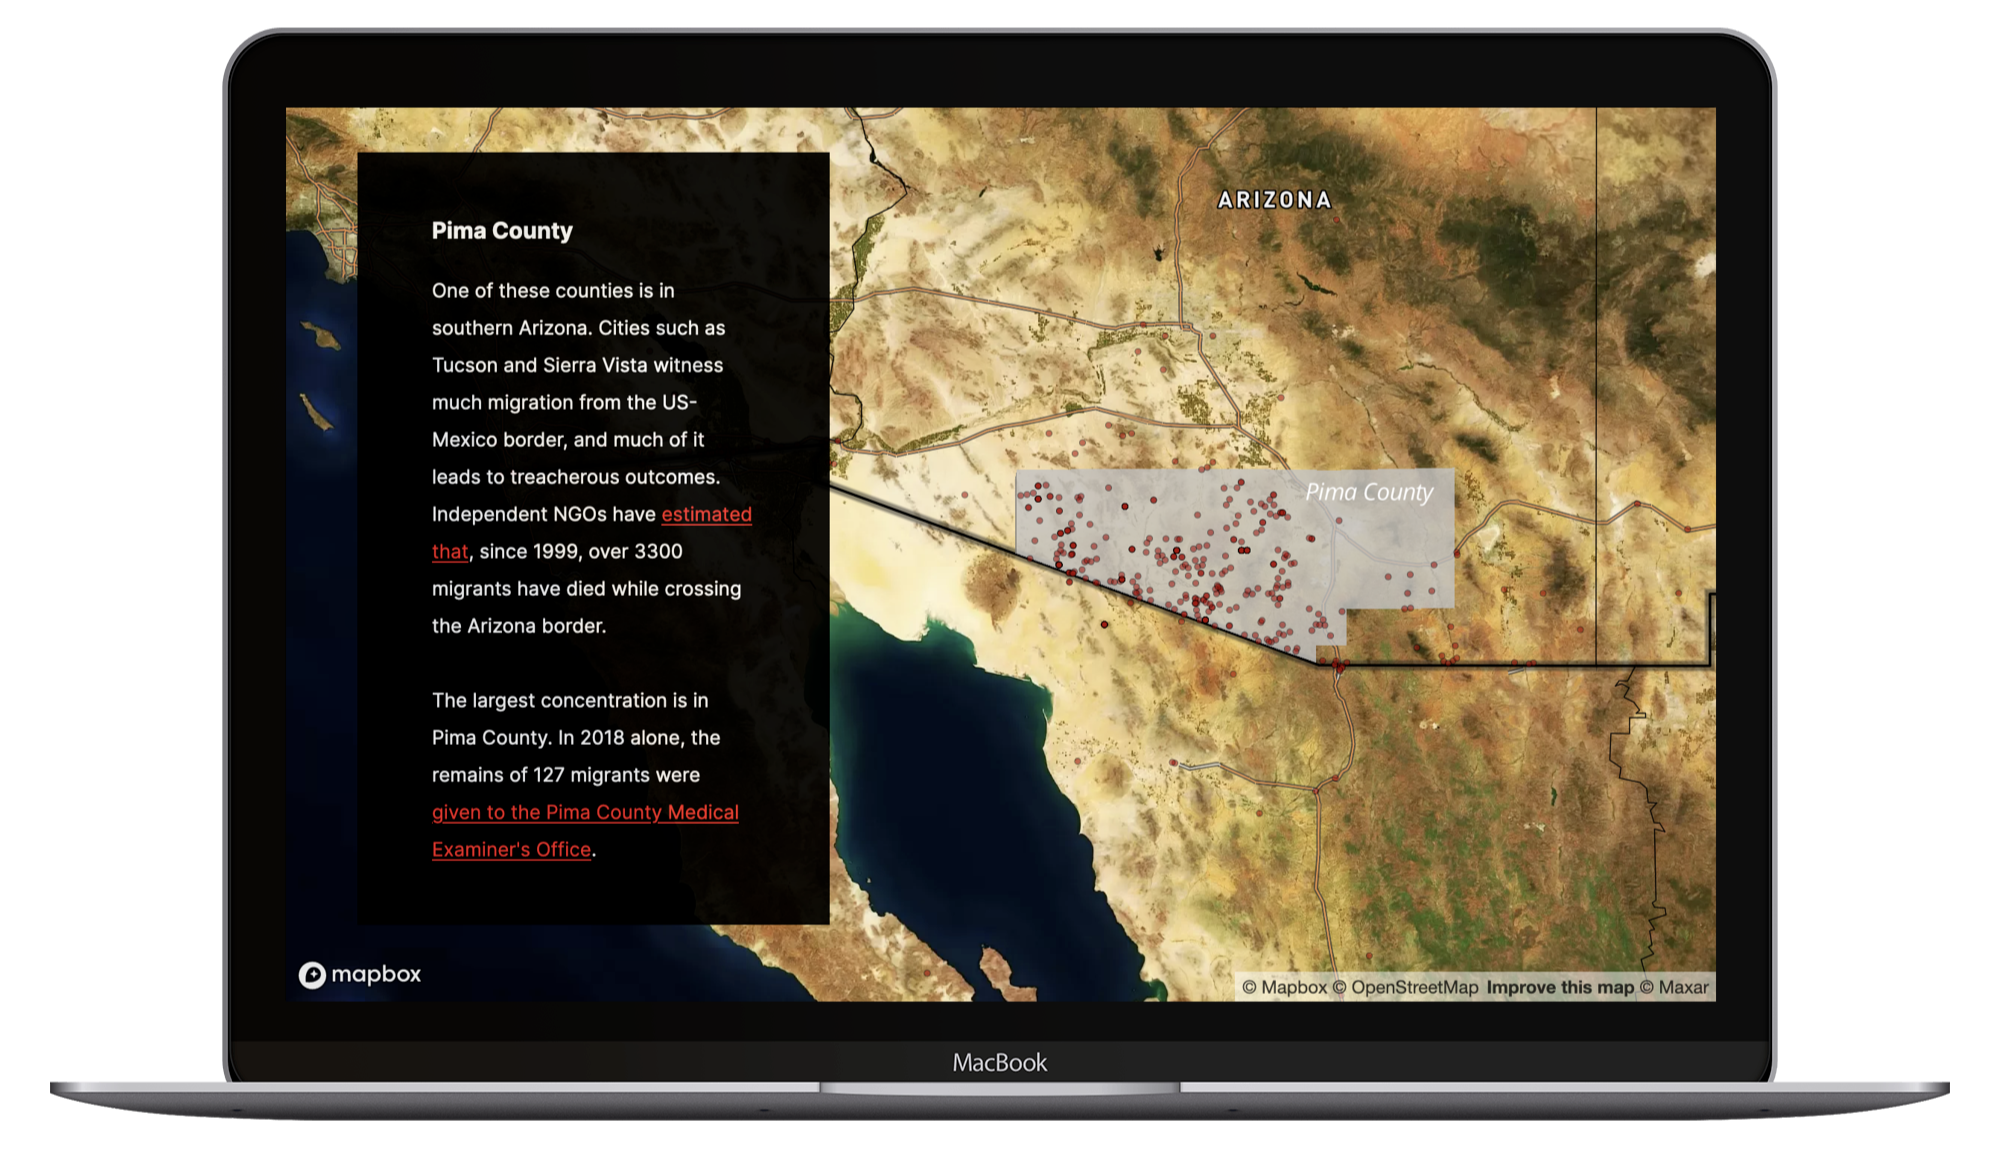 Pima County
One of these counties is in
southern Arizona. Cities such as
Tucson and Sierra Vista witness
much migration from the US-
Mexico border, and much of it
leads to treacherous outcomes.
Independent NGOs have estimated
that, since 1999, over 3300
migrants have died while crossing
the Arizona border.
The largest concentration is in
Pima County. In 2018 alone, the
remains of 127 migrants were
given to the Pima County Medical
Examiner's Office.
ARIZONA
Pima County
mapbox
© Mapbox © OpenStreetMap Improve this map © Maxar
MacBook